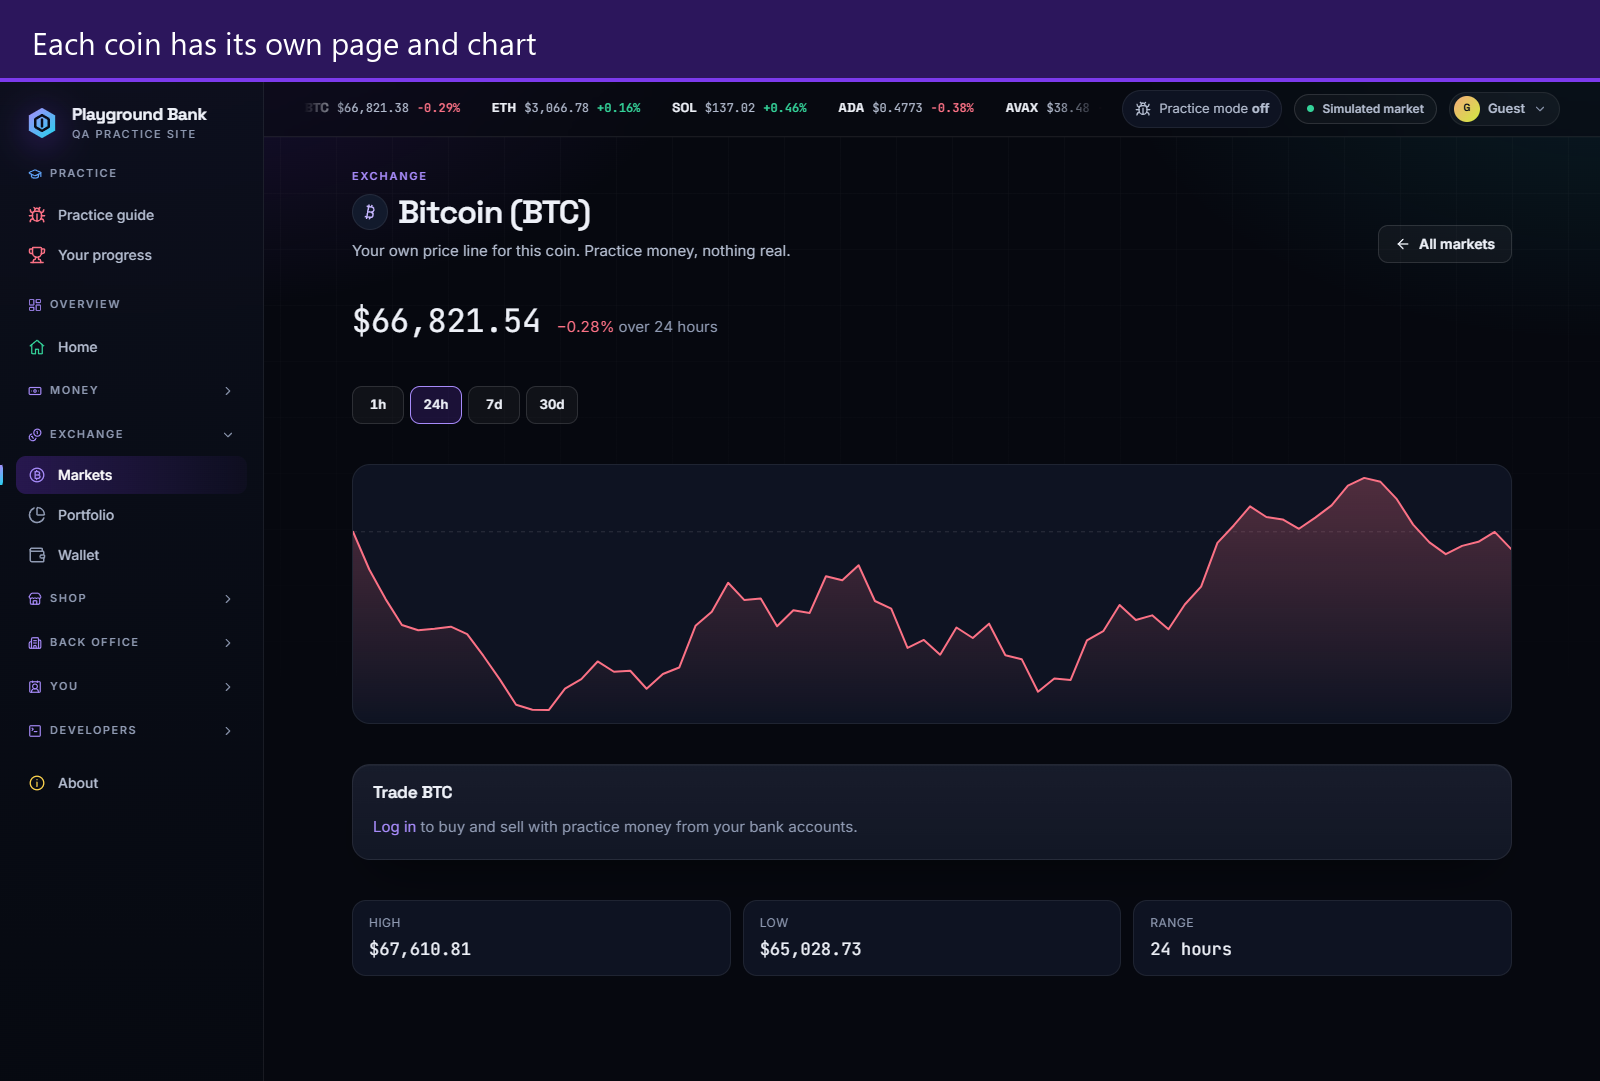 Each coin has its own page and chart
Playground Bank
QA PRACTICE SITE
BTC $66,821.38 -0.29% ETH $3,066.78 +0.16% SOL $137.02 +0.46% ADA $0.4773 -0.38% AVAX $38.48
Practice mode off
Simulated market
G Guest
PRACTICE
Practice guide
Your progress
OVERVIEW
Home
MONEY
EXCHANGE
Markets
Portfolio
Wallet
SHOP
BACK OFFICE
YOU
DEVELOPERS
About
EXCHANGE
Bitcoin (BTC)
Your own price line for this coin. Practice money, nothing real.
All markets
$66,821.54 −0.28% over 24 hours
1h 24h 7d 30d
Trade BTC
Log in to buy and sell with practice money from your bank accounts.
HIGH
$67,610.81
LOW
$65,028.73
RANGE
24 hours